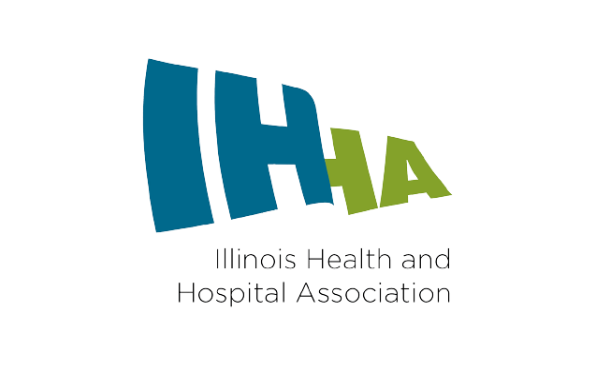 IHHA
Illinois Health and
Hospital Association